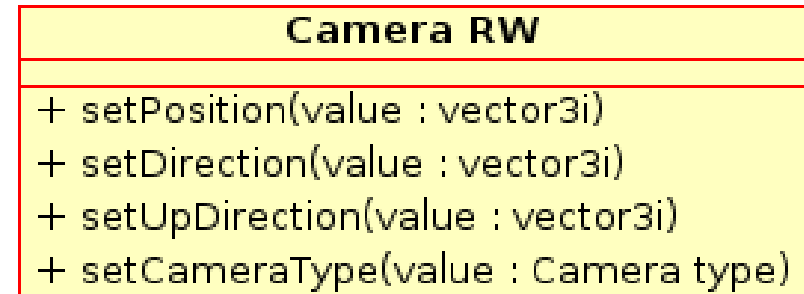 Camera RW
+ setPosition(value : vector3i)
+ setDirection(value : vector3i)
+ setUpDirection(value : vector3i)
+ setCameraType(value : Camera type)